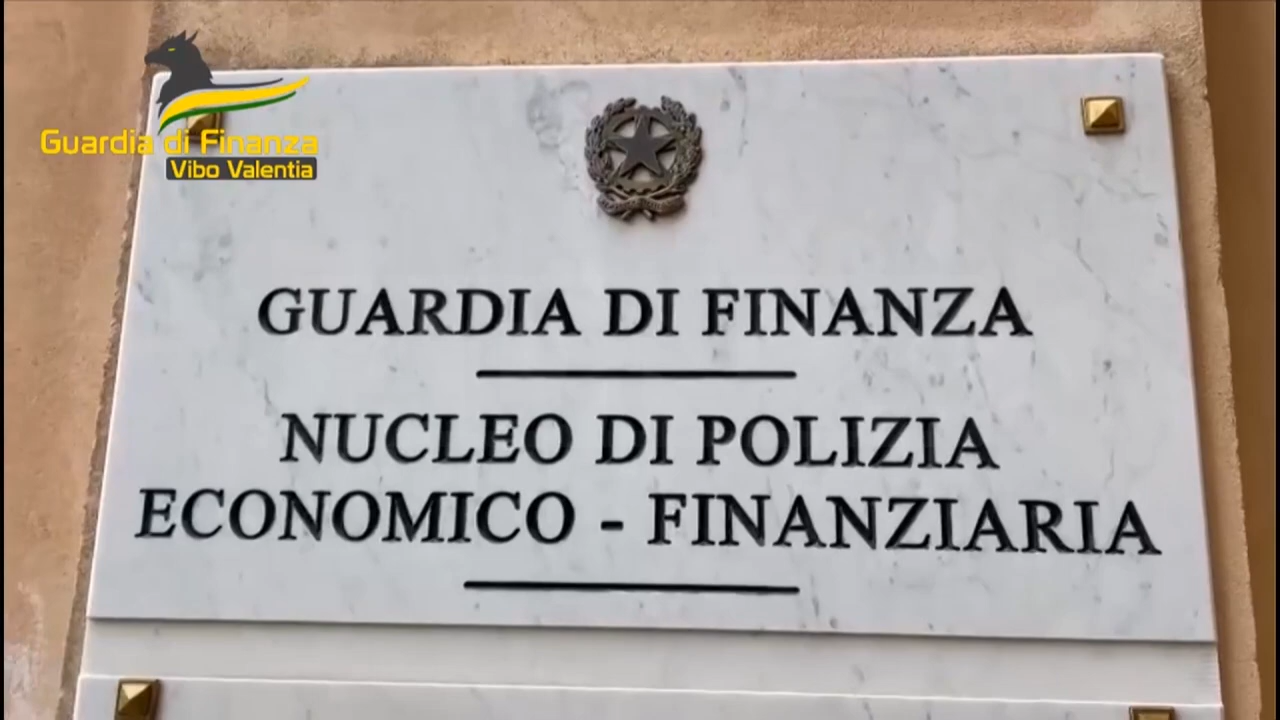 Guardia di Finanza
Vibo Valentia
GUARDIA DI FINANZA
NUCLEO DI POLIZIA
ECONOMICO - FINANZIARIA